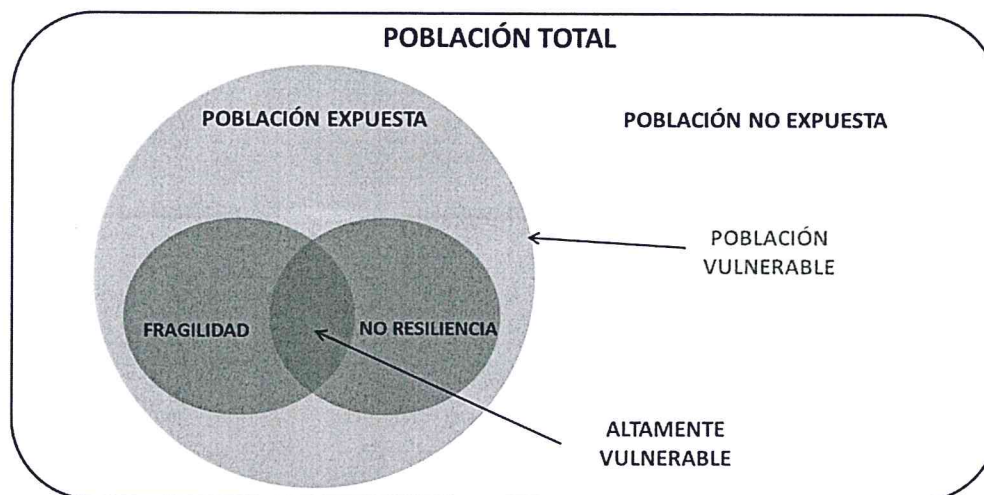 POBLACIÓN TOTAL
POBLACIÓN EXPUESTA
POBLACIÓN NO EXPUESTA
POBLACIÓN
VULNERABLE
FRAGILIDAD
NO RESILIENCIA
ALTAMENTE
VULNERABLE